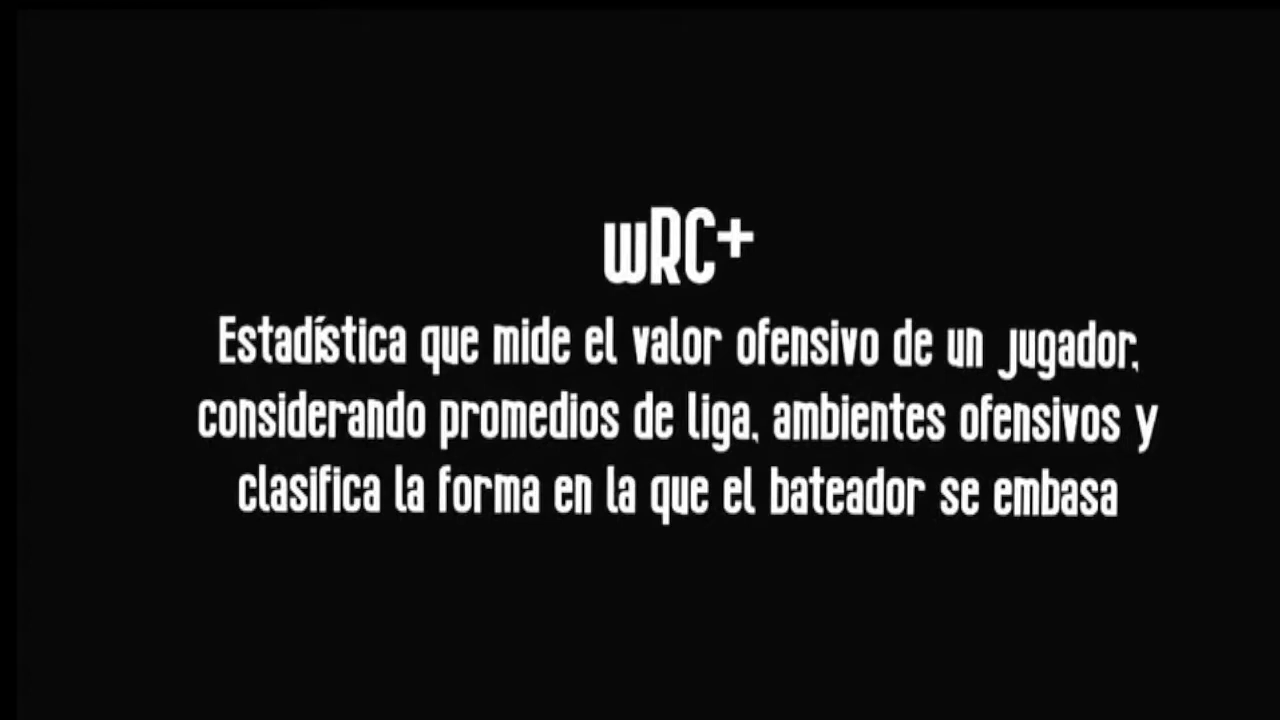 wRC+
Estadística que mide el valor ofensivo de un jugador,
considerando promedios de liga, ambientes ofensivos y
clasifica la forma en la que el bateador se embasa